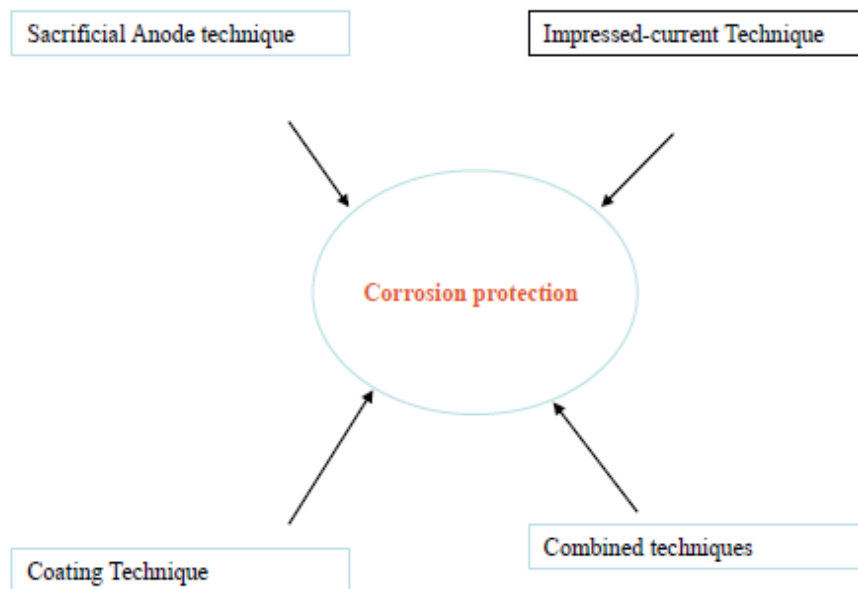 Sacrificial Anode technique
Impressed-current Technique
Corrosion protection
Coating Technique
Combined techniques